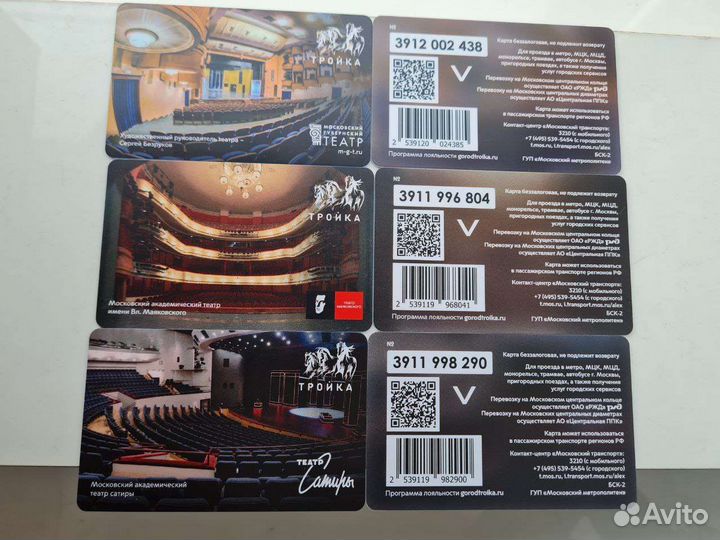 ТРОЙКА
Художественный руководитель театра –
Сергей Безруков
МОСКОВСКИЙ
ГУБЕРНСКИЙ
ТЕАТР
m-g-t.ru
№
3912 002 438
Карта беззалоговая, не подлежит возврату
Для проезда в метро, МЦК, МЦД,
монорельсе, трамвае, автобусе г. Москвы,
пригородных поездах, а также получения
услуг городских сервисов
Перевозку на Московском центральном кольце
осуществляет ОАО «РЖД» РЖД
Перевозку на Московских центральных диаметрах
осуществляет АО «Центральная ППК»
Карта может использоваться
в пассажирском транспорте регионов РФ
Контакт-центр «Московский транспорт»:
3210 (с мобильного)
+7 (495) 539-5454 (с городского)
t.mos.ru, i.transport.mos.ru/alex
БСК-2
ГУП «Московский метрополитен»
2 539120 024385
Программа лояльности gorodtroika.ru
ТРОЙКА
Московский академический театр
имени Вл. Маяковского
ТЕАТР
МАЯКОВСКОГО
№
3911 996 804
Карта беззалоговая, не подлежит возврату
Для проезда в метро, МЦК, МЦД,
монорельсе, трамвае, автобусе г. Москвы,
пригородных поездах, а также получения
услуг городских сервисов
Перевозку на Московском центральном кольце
осуществляет ОАО «РЖД» РЖД
Перевозку на Московских центральных диаметрах
осуществляет АО «Центральная ППК»
Карта может использоваться
в пассажирском транспорте регионов РФ
Контакт-центр «Московский транспорт»:
3210 (с мобильного)
+7 (495) 539-5454 (с городского)
t.mos.ru, i.transport.mos.ru/alex
БСК-2
ГУП «Московский метрополитен»
2 539119 968041
Программа лояльности gorodtroika.ru
ТРОЙКА
ТЕАТР
Сатиры
Московский академический
театр сатиры
№
3911 998 290
Карта беззалоговая, не подлежит возврату
Для проезда в метро, МЦК, МЦД,
монорельсе, трамвае, автобусе г. Москвы,
пригородных поездах, а также получения
услуг городских сервисов
Перевозку на Московском центральном кольце
осуществляет ОАО «РЖД» РЖД
Перевозку на Московских центральных диаметрах
осуществляет АО «Центральная ППК»
Карта может использоваться
в пассажирском транспорте регионов РФ
Контакт-центр «Московский транспорт»:
3210 (с мобильного)
+7 (495) 539-5454 (с городского)
t.mos.ru, i.transport.mos.ru/alex
БСК-2
ГУП «Московский метрополитен»
2 539119 982900
Программа лояльности gorodtroika.ru
Avito